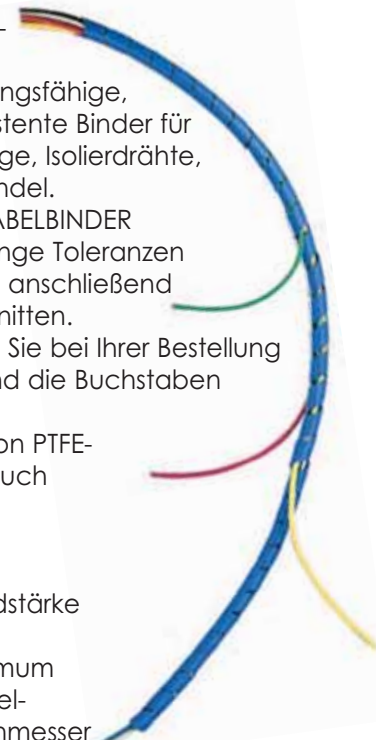 -
ngsfähige,
stente Binder für
ge, Isolierdrähte,
ndel.
ABELBINDER
nge Toleranzen
anschließend
nitten.
Sie bei Ihrer Bestellung
nd die Buchstaben
on PTFE-
uch
dstärke
mum
el-
nmesser